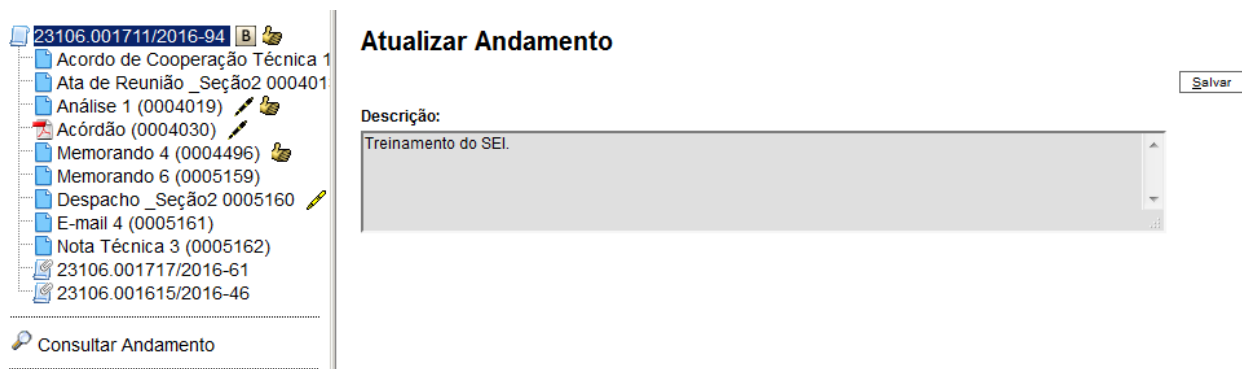 23106.001711/2016-94 B
Acordo de Cooperação Técnica 1
Ata de Reunião _Seção2 000401
Análise 1 (0004019)
Acórdão (0004030)
Memorando 4 (0004496)
Memorando 6 (0005159)
Despacho _Seção2 0005160
E-mail 4 (0005161)
Nota Técnica 3 (0005162)
23106.001717/2016-61
23106.001615/2016-46
Consultar Andamento
Atualizar Andamento
Salvar
Descrição:
Treinamento do SEI.